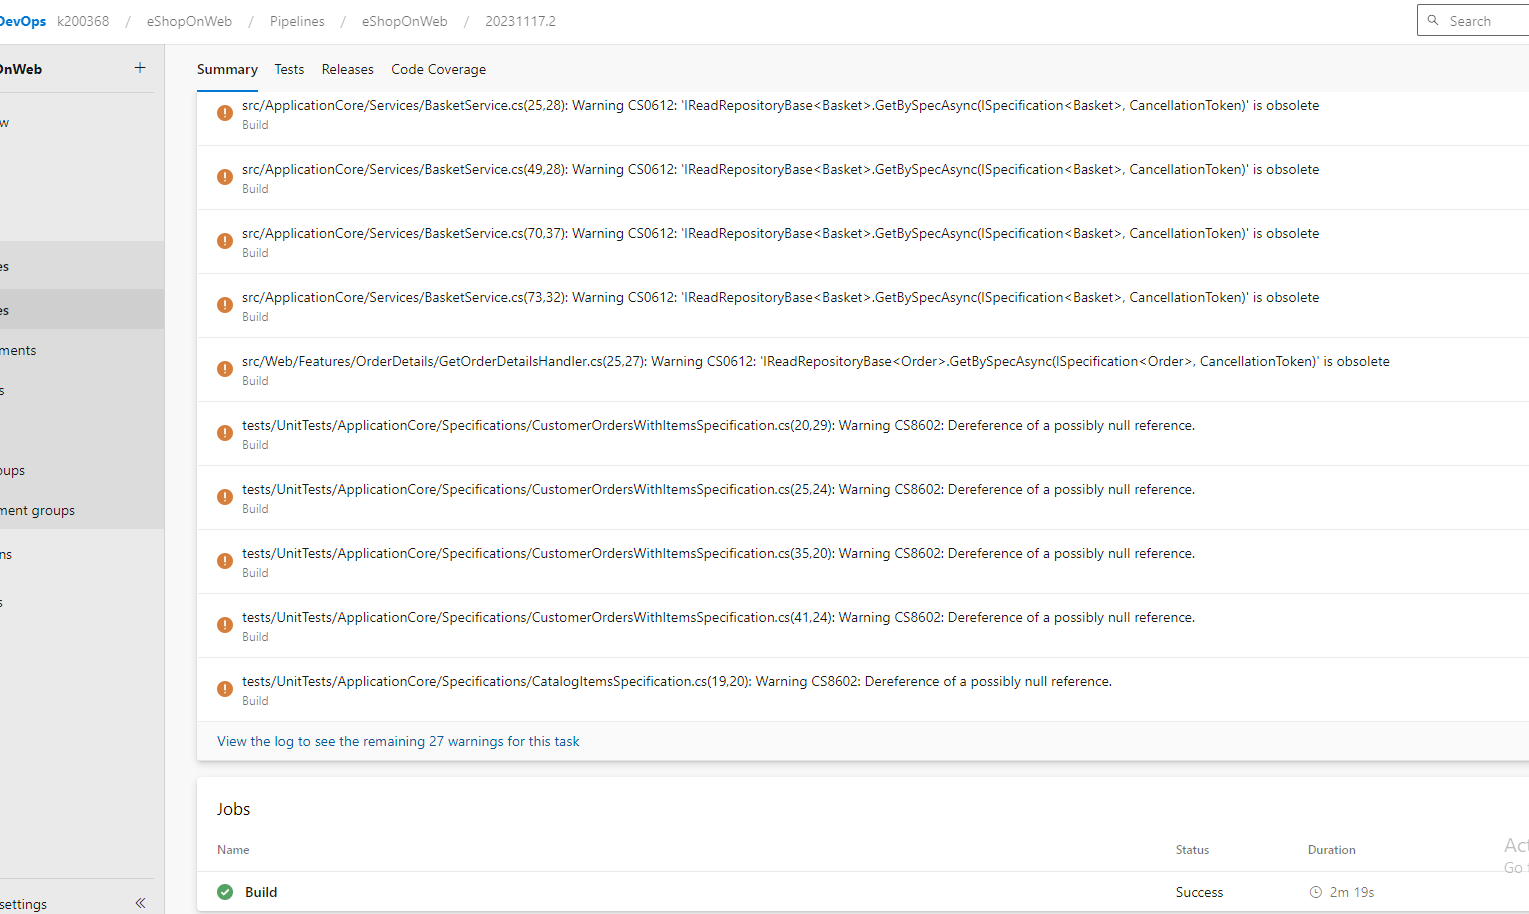 DevOps k200368 / eShopOnWeb / Pipelines / eShopOnWeb / 20231117.2
Search
OnWeb +
Summary Tests Releases Code Coverage
src/ApplicationCore/Services/BasketService.cs(25,28): Warning CS0612: 'IReadRepositoryBase<Basket>.GetBySpecAsync(ISpecification<Basket>, CancellationToken)' is obsolete
Build
src/ApplicationCore/Services/BasketService.cs(49,28): Warning CS0612: 'IReadRepositoryBase<Basket>.GetBySpecAsync(ISpecification<Basket>, CancellationToken)' is obsolete
Build
src/ApplicationCore/Services/BasketService.cs(70,37): Warning CS0612: 'IReadRepositoryBase<Basket>.GetBySpecAsync(ISpecification<Basket>, CancellationToken)' is obsolete
Build
src/ApplicationCore/Services/BasketService.cs(73,32): Warning CS0612: 'IReadRepositoryBase<Basket>.GetBySpecAsync(ISpecification<Basket>, CancellationToken)' is obsolete
Build
src/Web/Features/OrderDetails/GetOrderDetailsHandler.cs(25,27): Warning CS0612: 'IReadRepositoryBase<Order>.GetBySpecAsync(ISpecification<Order>, CancellationToken)' is obsolete
Build
tests/UnitTests/ApplicationCore/Specifications/CustomerOrdersWithItemsSpecification.cs(20,29): Warning CS8602: Dereference of a possibly null reference.
Build
tests/UnitTests/ApplicationCore/Specifications/CustomerOrdersWithItemsSpecification.cs(25,24): Warning CS8602: Dereference of a possibly null reference.
Build
tests/UnitTests/ApplicationCore/Specifications/CustomerOrdersWithItemsSpecification.cs(35,20): Warning CS8602: Dereference of a possibly null reference.
Build
tests/UnitTests/ApplicationCore/Specifications/CustomerOrdersWithItemsSpecification.cs(41,24): Warning CS8602: Dereference of a possibly null reference.
Build
tests/UnitTests/ApplicationCore/Specifications/CatalogItemsSpecification.cs(19,20): Warning CS8602: Dereference of a possibly null reference.
Build
View the log to see the remaining 27 warnings for this task
Jobs
Name Status Duration
Build Success 2m 19s
w
es
es
ments
s
oups
ment groups
ns
s
settings
Act
Go t